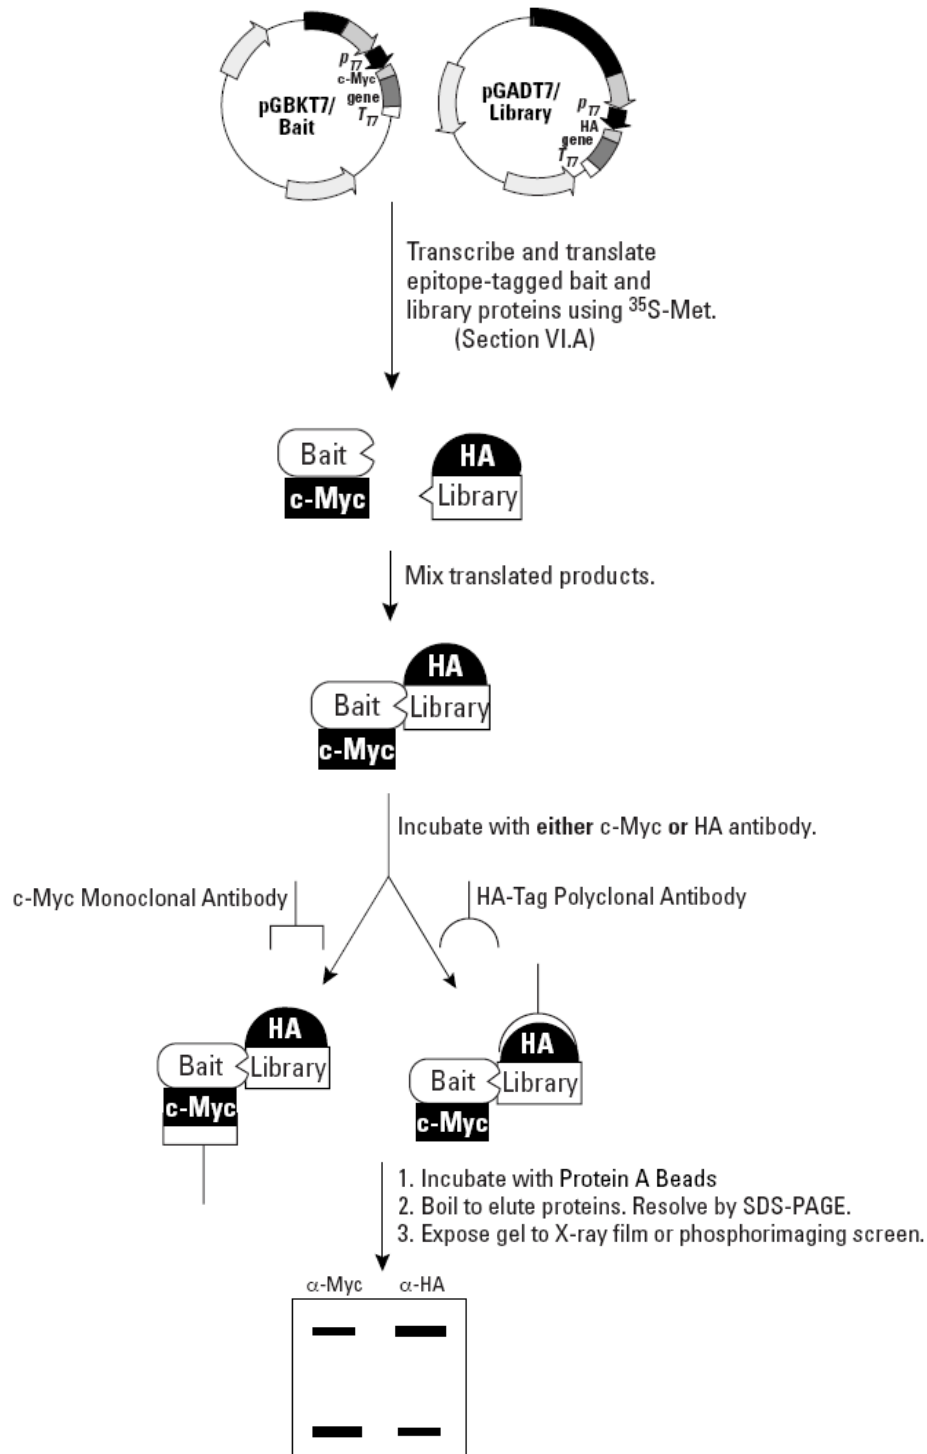 pT7
c-Myc
gene
TT7
pGBKT7/
Bait
pT7
HA
gene
TT7
pGADT7/
Library
Transcribe and translate
epitope-tagged bait and
library proteins using ³⁵S-Met.
(Section VI.A)
Bait
c-Myc
HA
Library
Mix translated products.
HA
Bait
Library
c-Myc
Incubate with either c-Myc or HA antibody.
c-Myc Monoclonal Antibody
HA-Tag Polyclonal Antibody
HA
Bait
Library
c-Myc
HA
Bait
Library
c-Myc
1. Incubate with Protein A Beads
2. Boil to elute proteins. Resolve by SDS-PAGE.
3. Expose gel to X-ray film or phosphorimaging screen.
α-Myc α-HA